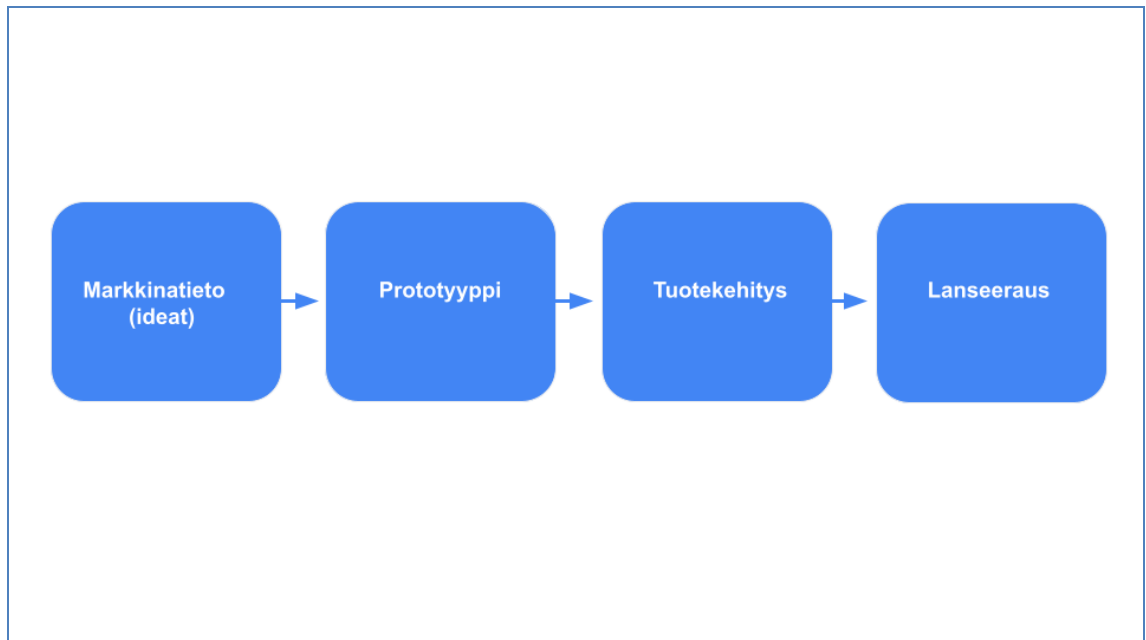 Markkinatieto
(ideat)
Prototyyppi
Tuotekehitys
Lanseeraus